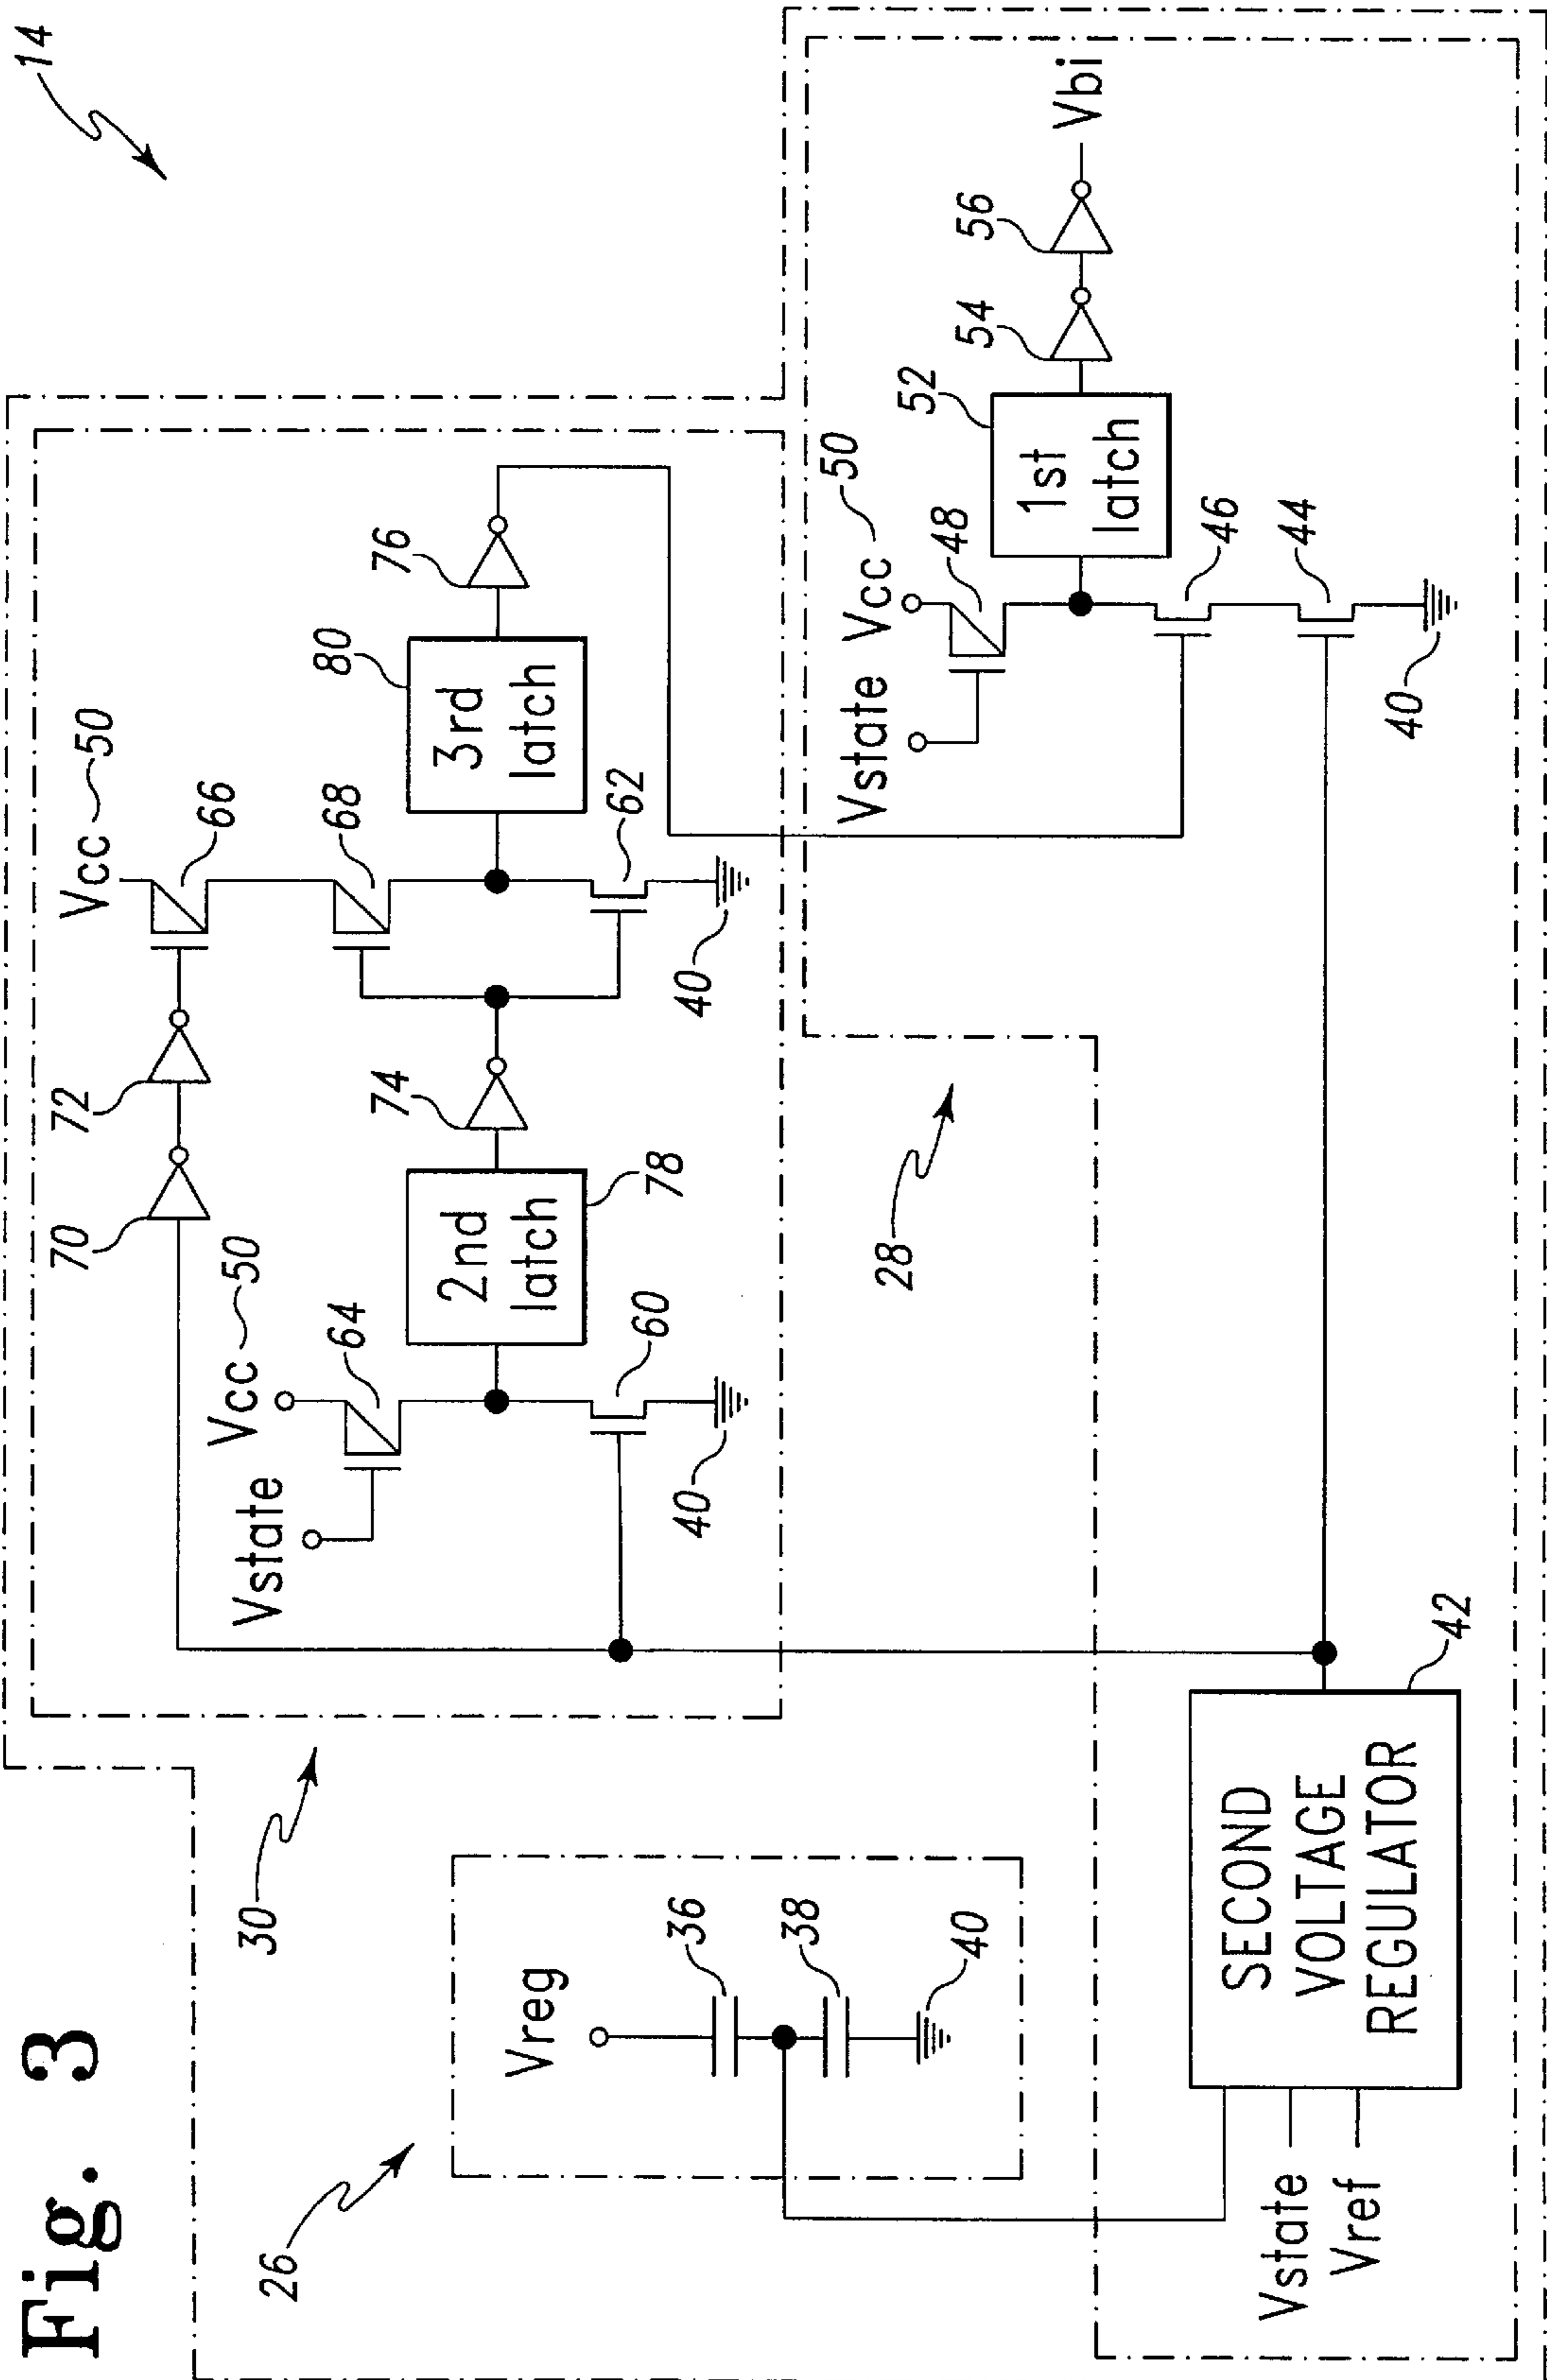 Fig. 3
14
30
26
28
Vcc 50
66
72
70
68
Vcc 50
Vstate
64
2nd
latch
78
74
3rd
latch
80
76
60
62
40
40
Vreg
36
38
40
Vstate
Vcc 50
48
1st
latch
52
54
56
Vbi
46
44
40
SECOND
VOLTAGE
REGULATOR
42
Vstate
Vref